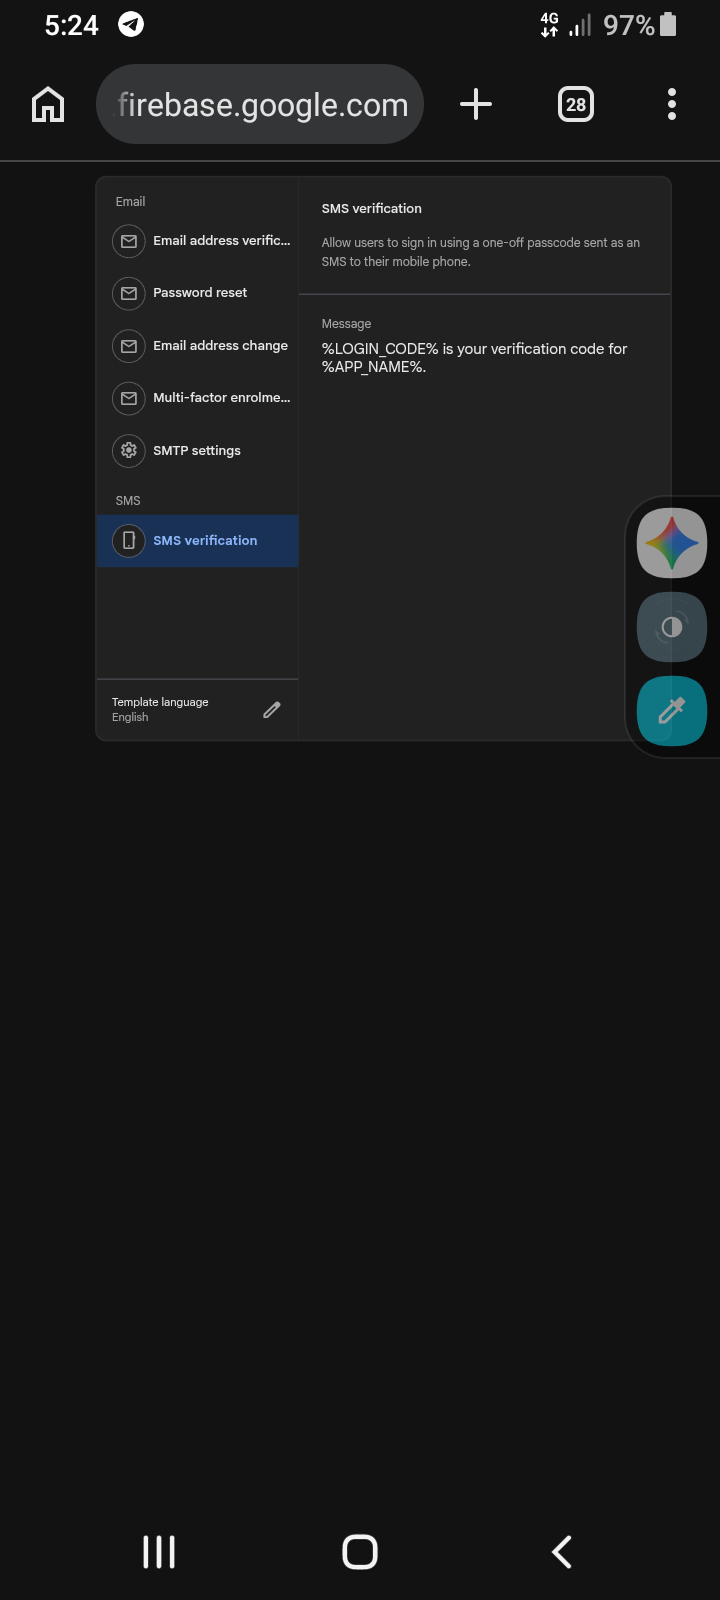 5:24
4G
97%
firebase.google.com
28
Email
Email address verific...
Password reset
Email address change
Multi-factor enrolme...
SMTP settings
SMS
SMS verification
Template language
English
SMS verification
Allow users to sign in using a one-off passcode sent as an
SMS to their mobile phone.
Message
%LOGIN_CODE% is your verification code for
%APP_NAME%.